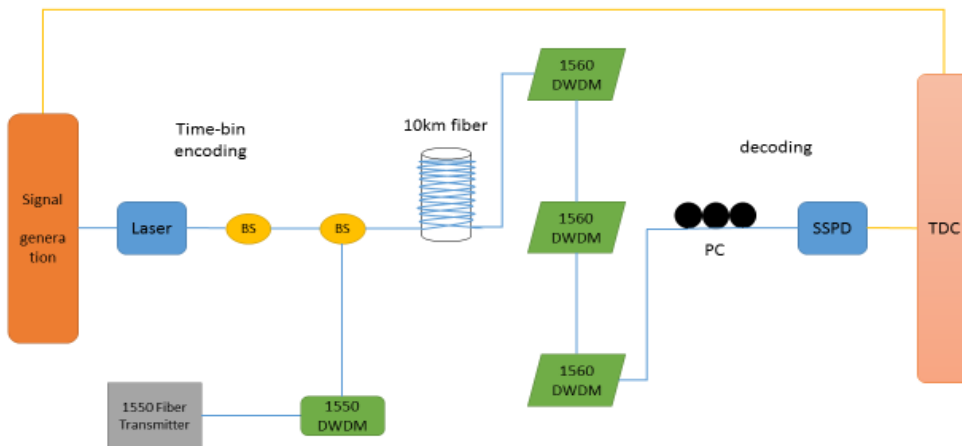 1560
DWDM
10km fiber
Time-bin
encoding
decoding
Signal
genera
tion
Laser
BS
BS
1560
DWDM
SSPD
TDC
PC
1560
DWDM
1550 Fiber
Transmitter
1550
DWDM